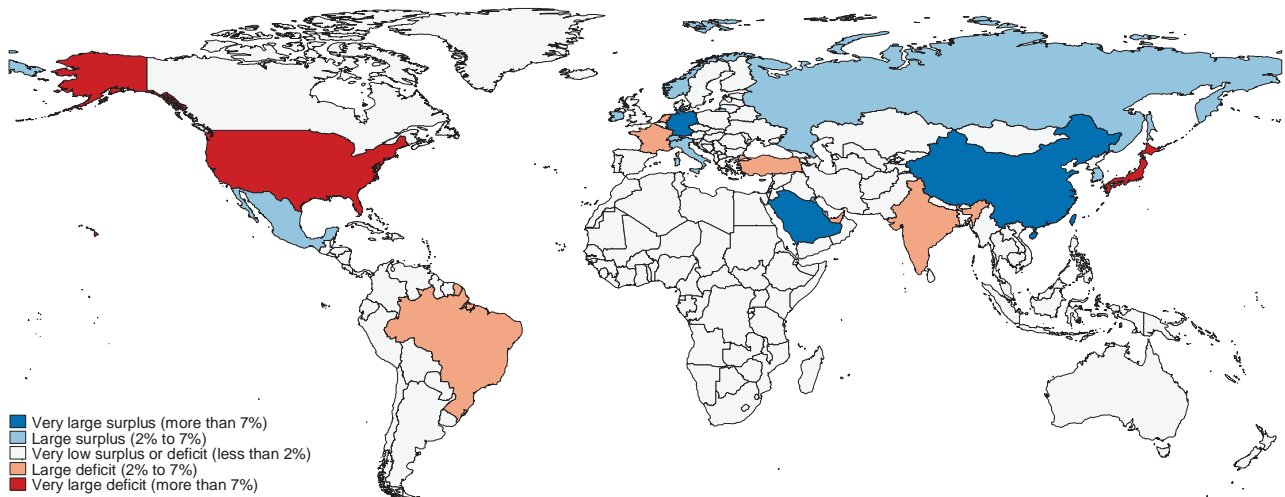 Very large surplus (more than 7%)
Large surplus (2% to 7%)
Very low surplus or deficit (less than 2%)
Large deficit (2% to 7%)
Very large deficit (more than 7%)